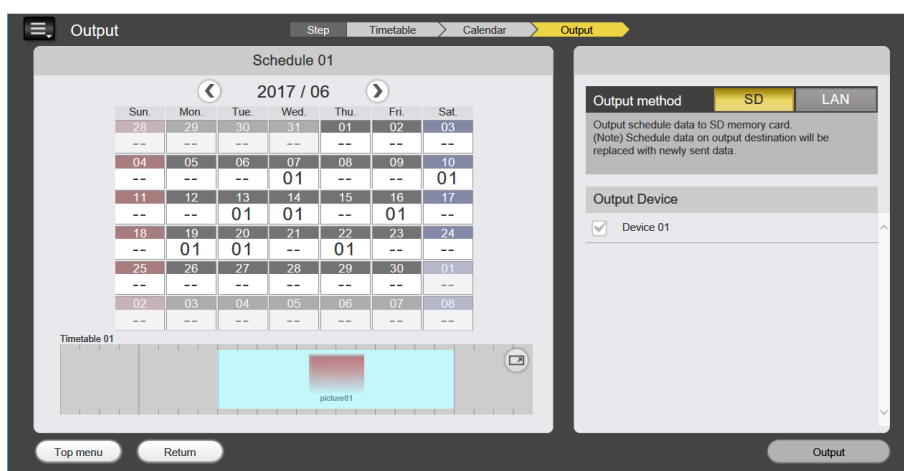 Output
Step Timetable Calendar Output
Schedule 01
2017 / 06
Sun. Mon. Tue. Wed. Thu. Fri. Sat.
28 29 30 31 01 02 03
-- -- -- -- -- -- --
04 05 06 07 08 09 10
-- -- -- 01 -- -- 01
11 12 13 14 15 16 17
-- -- 01 01 -- 01 --
18 19 20 21 22 23 24
-- 01 01 -- 01 -- --
25 26 27 28 29 30 01
-- -- -- -- -- -- --
02 03 04 05 06 07 08
-- -- -- -- -- -- --
Timetable 01
picture01
Output method SD LAN
Output schedule data to SD memory card.
(Note) Schedule data on output destination will be
replaced with newly sent data.
Output Device
Device 01
Top menu Return Output